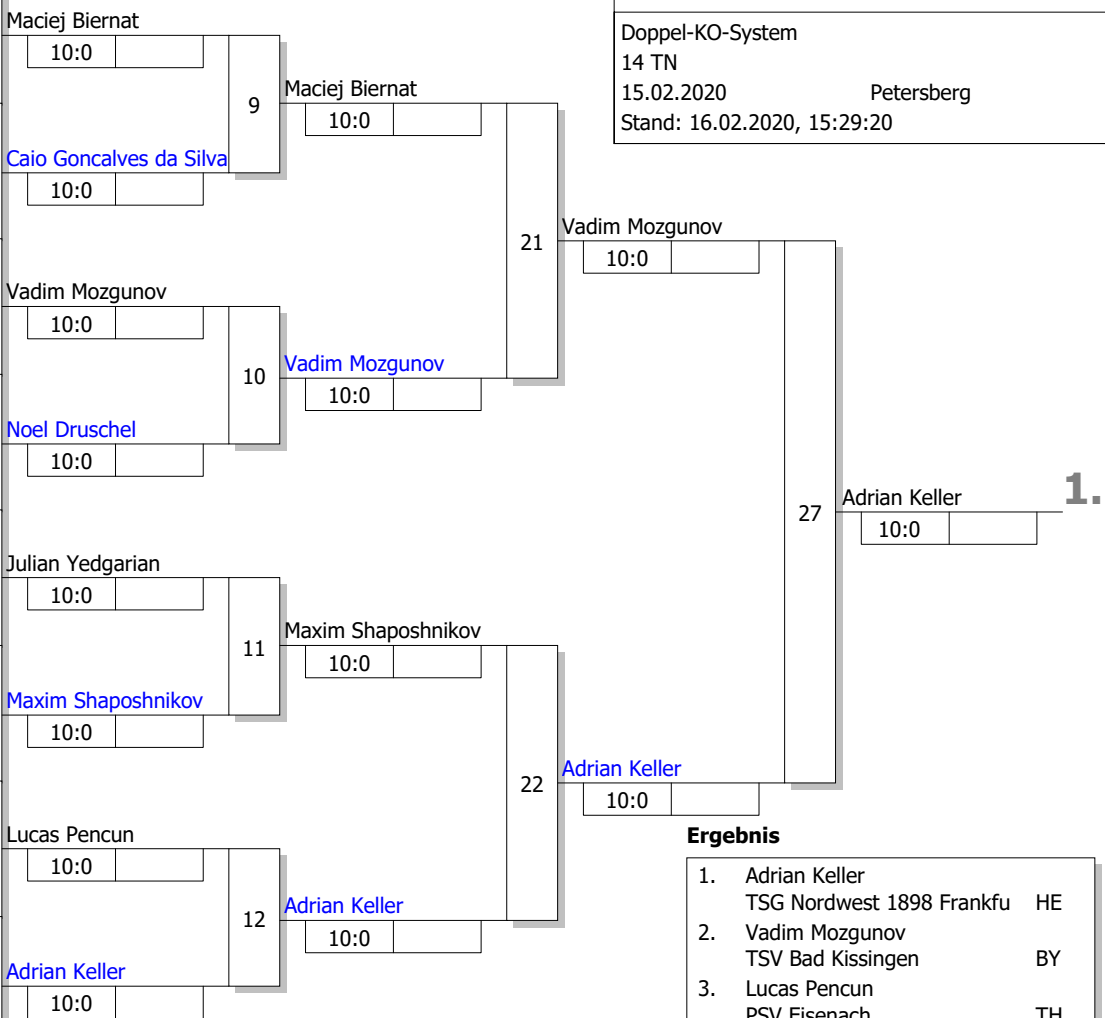 Doppel-KO-System
14 TN
15.02.2020 Petersberg
Stand: 16.02.2020, 15:29:20
Maciej Biernat
10:0
9
Caio Goncalves da Silva
10:0
Vadim Mozgunov
10:0
10
Noel Druschel
10:0
Julian Yedgarian
10:0
11
Maxim Shaposhnikov
10:0
Lucas Pencun
10:0
12
Adrian Keller
10:0
Maciej Biernat
10:0
21
Vadim Mozgunov
10:0
Maxim Shaposhnikov
10:0
22
Adrian Keller
10:0
Vadim Mozgunov
10:0
27
Adrian Keller
10:0
Adrian Keller
10:0
1.
Ergebnis
1. Adrian Keller
TSG Nordwest 1898 Frankfu HE
2. Vadim Mozgunov
TSV Bad Kissingen BY
3. Lucas Pencun
PSV Eisenach TH